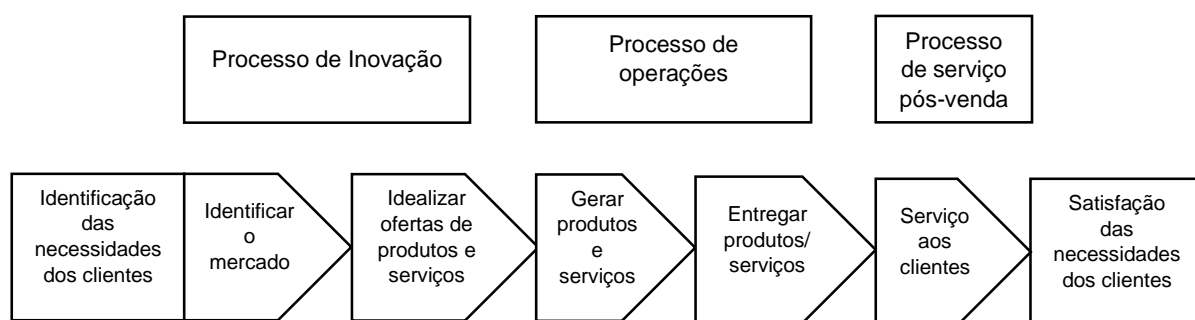 Processo de Inovação
Processo de
operações
Processo
de serviço
pós-venda
Identificação
das
necessidades
dos clientes
Identificar
o
mercado
Idealizar
ofertas de
produtos e
serviços
Gerar
produtos
e
serviços
Entregar
produtos/
serviços
Serviço
aos
clientes
Satisfação
das
necessidades
dos clientes